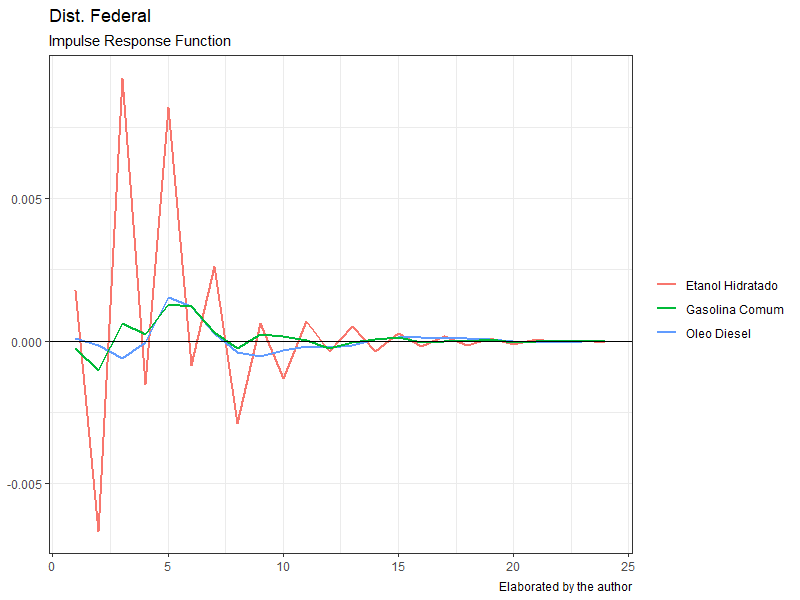 Dist. Federal
Impulse Response Function
0.005
0.000
-0.005
0 5 10 15 20 25
Etanol Hidratado
Gasolina Comum
Oleo Diesel
Elaborated by the author